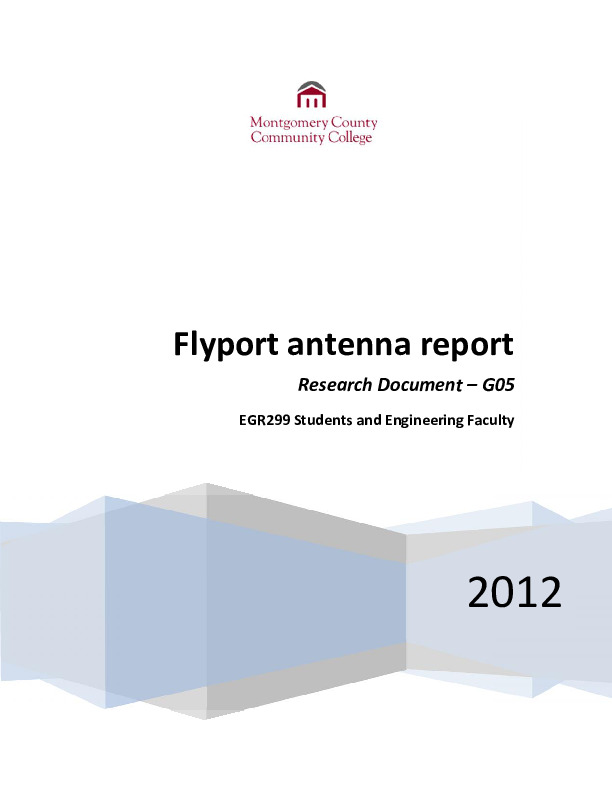 Montgomery County
Community College
Flyport antenna report
Research Document – G05
EGR299 Students and Engineering Faculty
2012